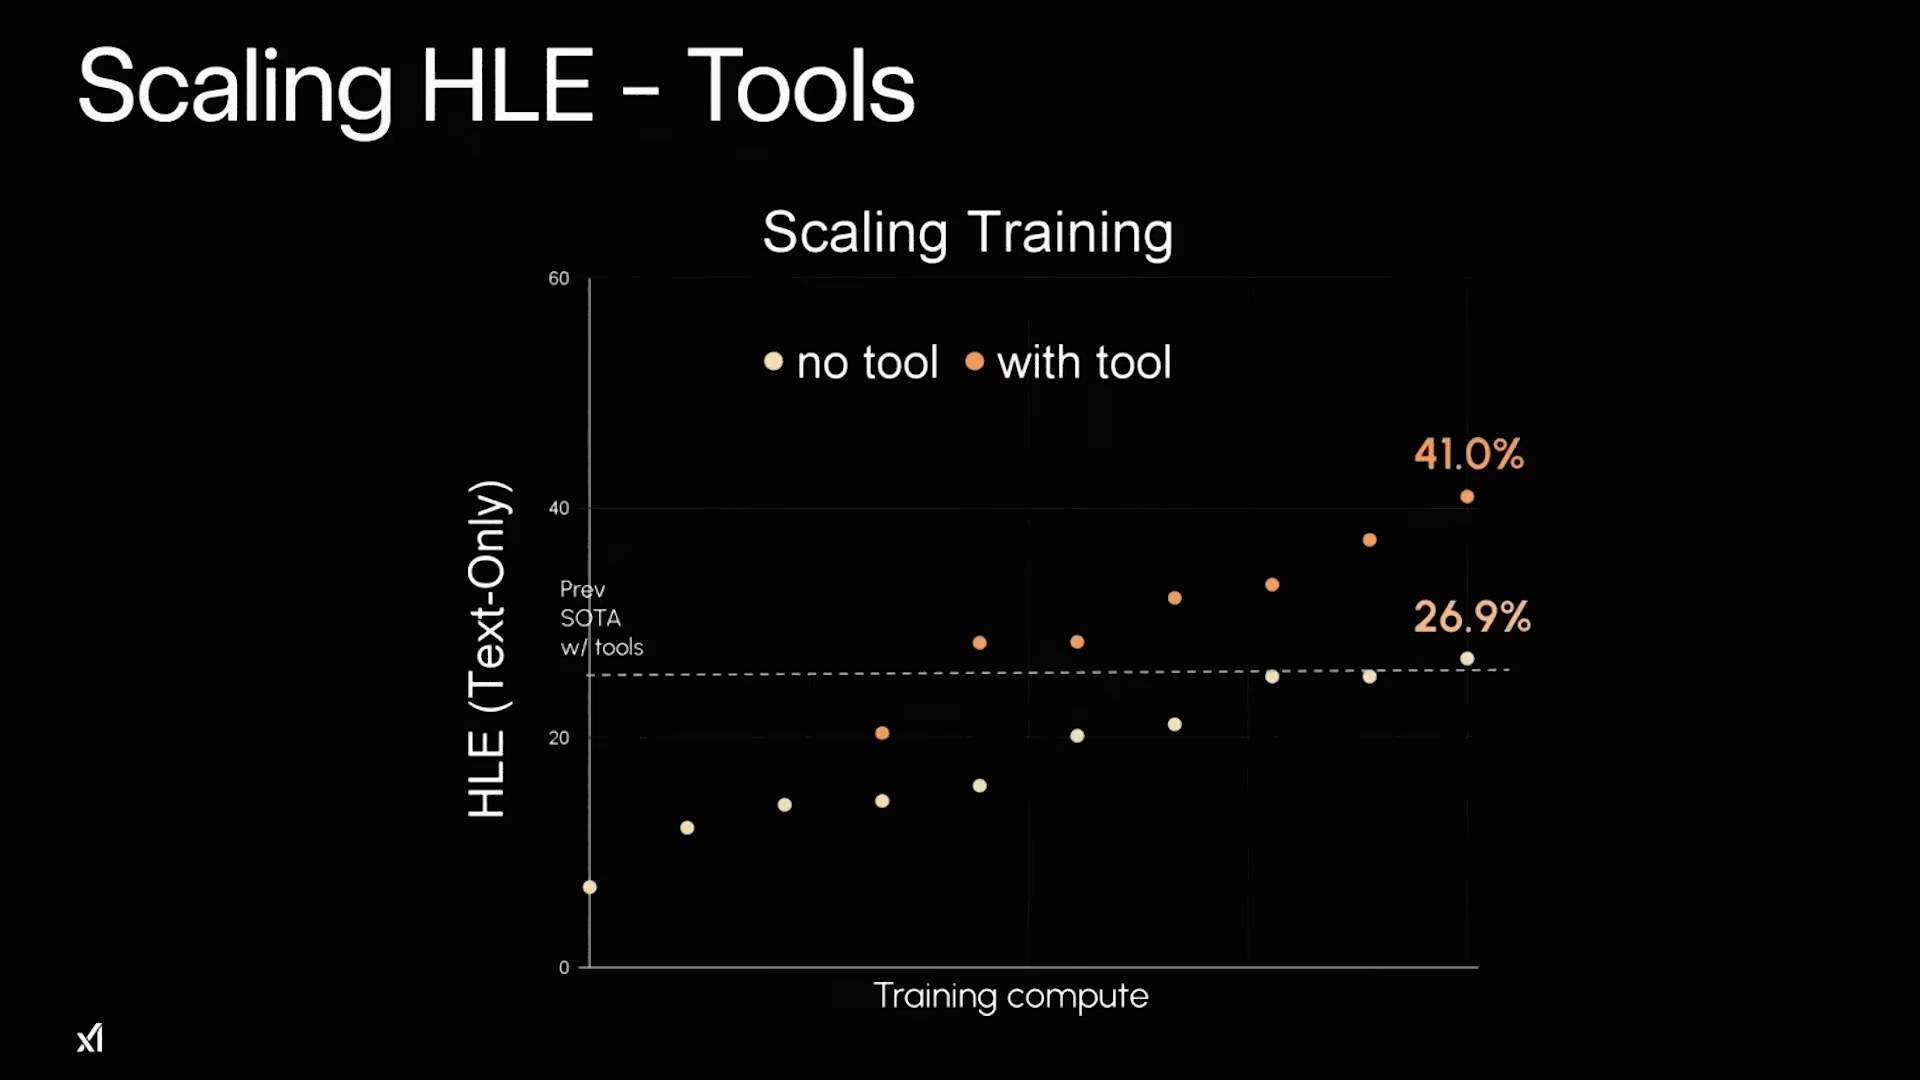 Scaling HLE – Tools
Scaling Training
60
no tool with tool
41.0%
40
Prev
SOTA
w/ tools
26.9%
HLE (Text-Only)
20
0
Training compute
xI